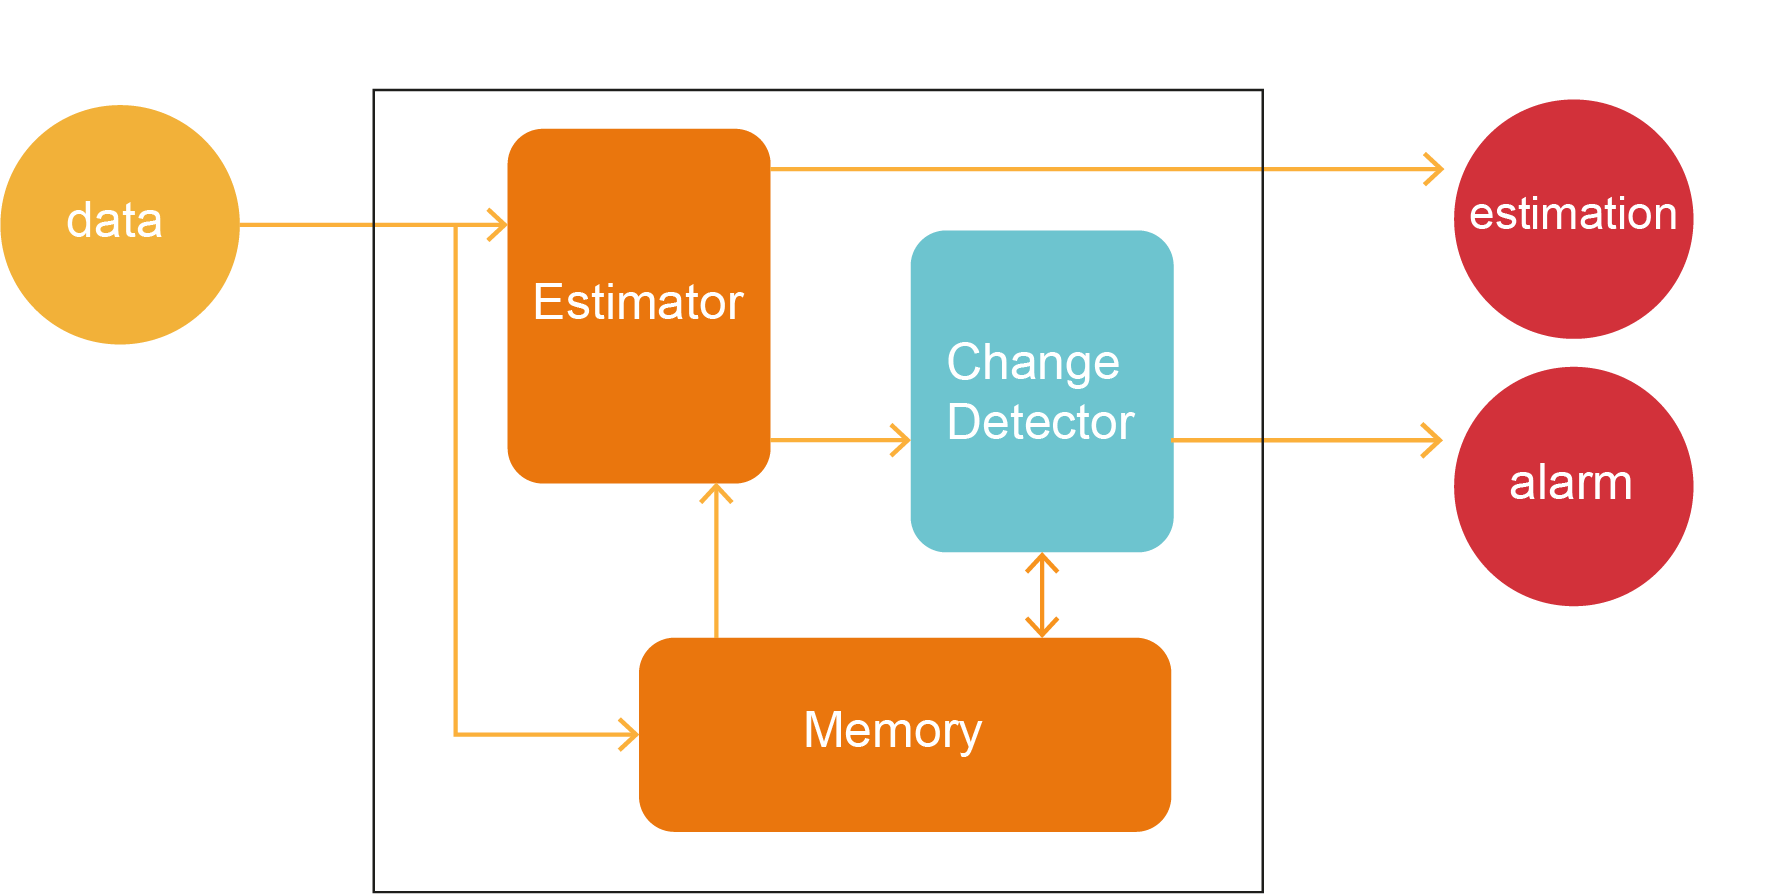 data
Estimator
Change
Detector
Memory
estimation
alarm